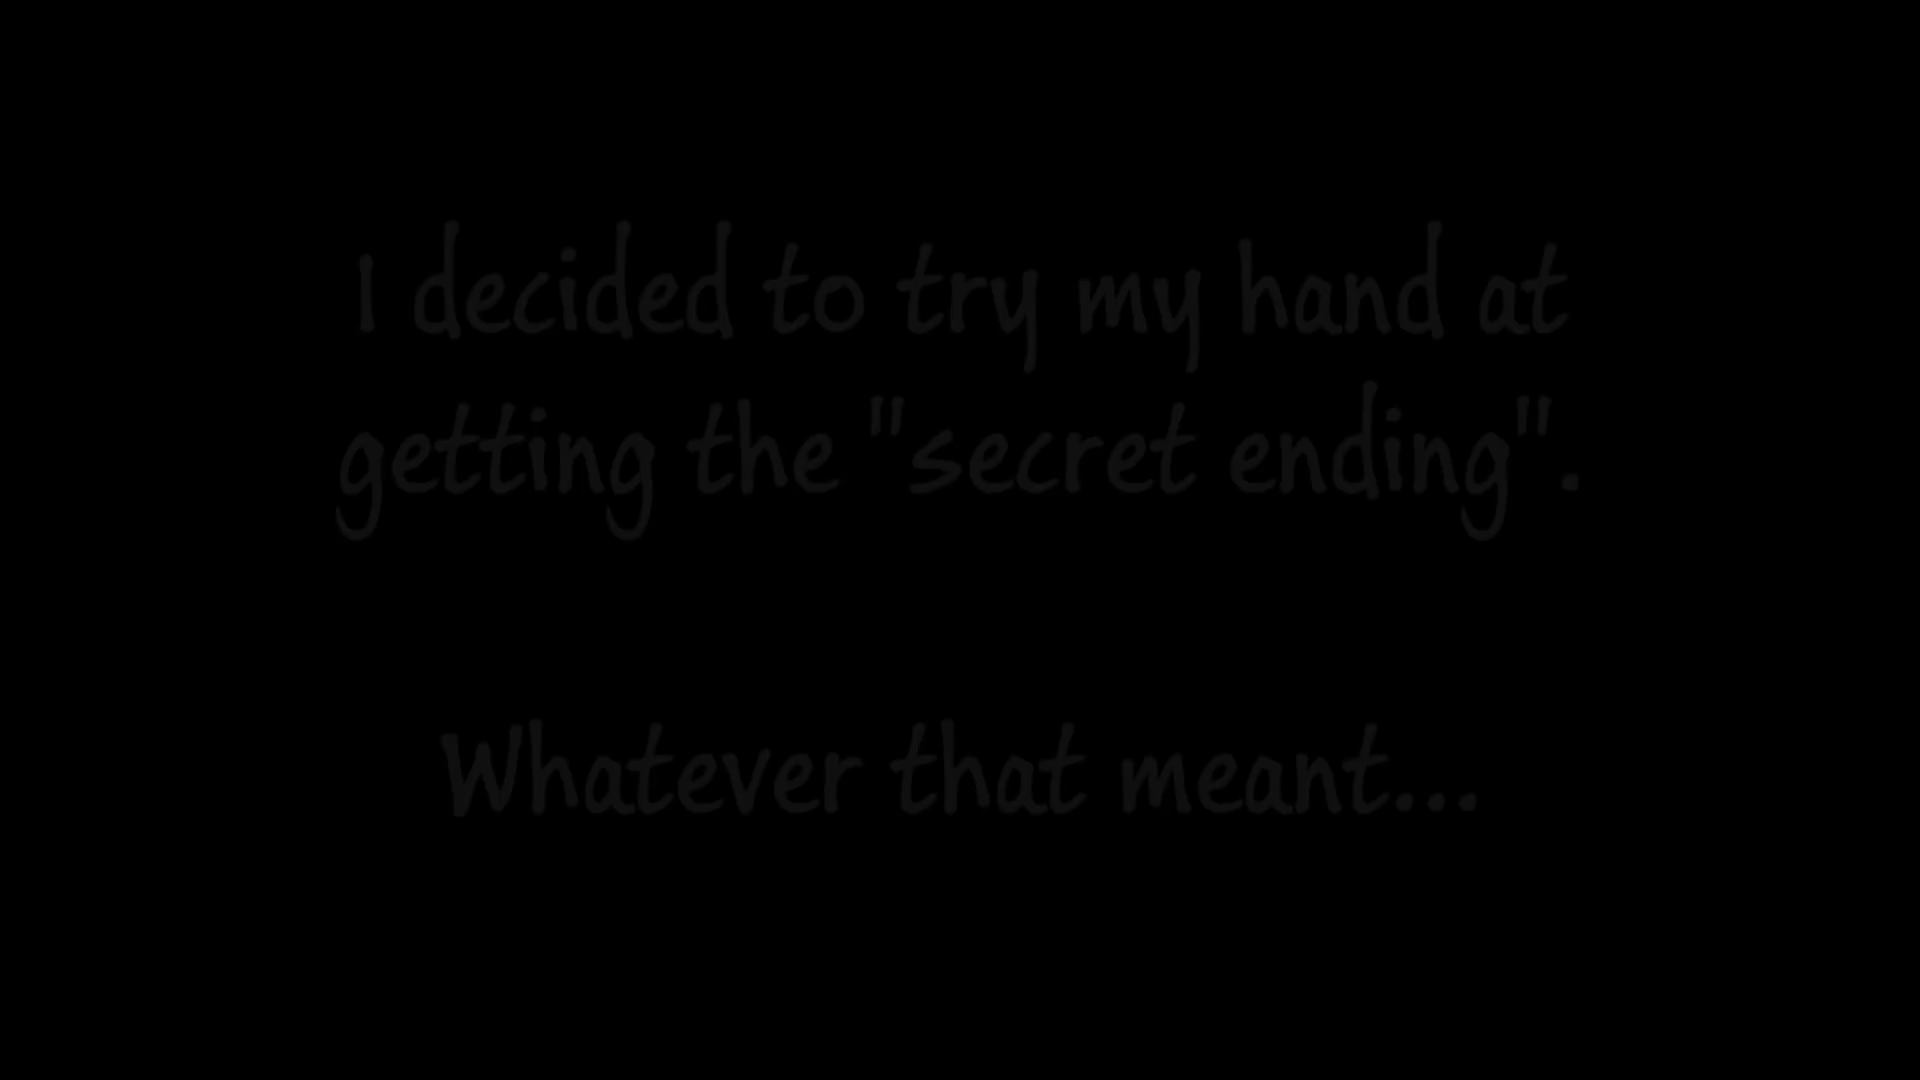 I decided to try my hand at
getting the "secret ending".
Whatever that meant...